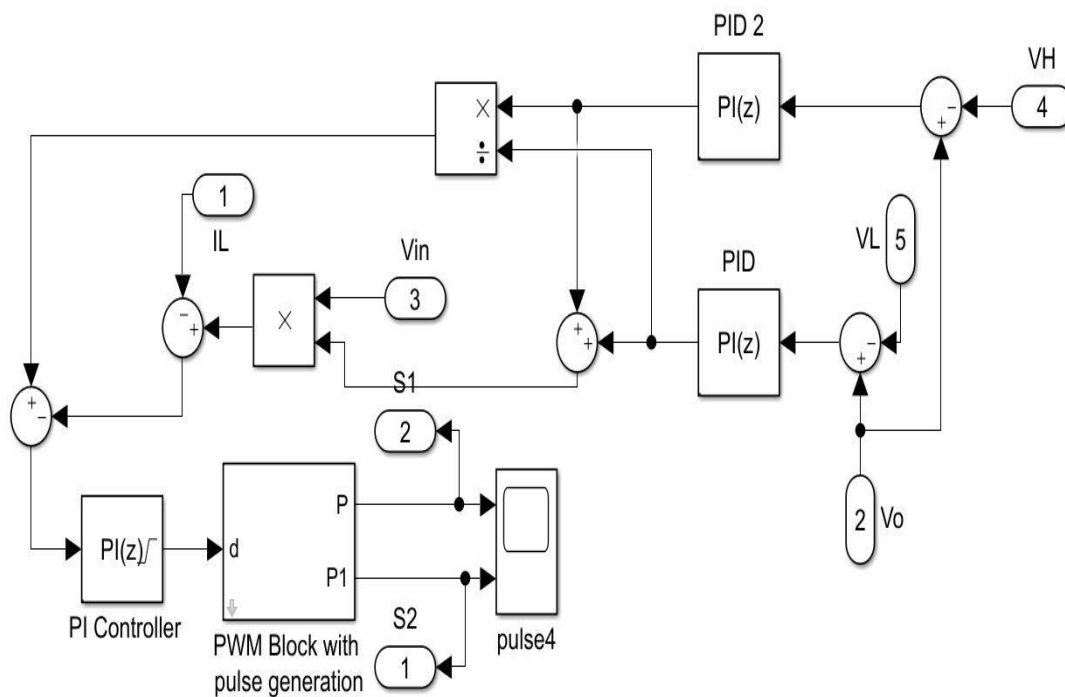 PID 2
VH
PI(z)
4
-
+
×
÷
1
IL
Vin
3
VL
5
PID
PI(z)
-
+
×
-
+
+
+
S1
2
+
-
P
d
P1
PI(z)
PI Controller
PWM Block with
pulse generation
S2
1
pulse4
2
Vo